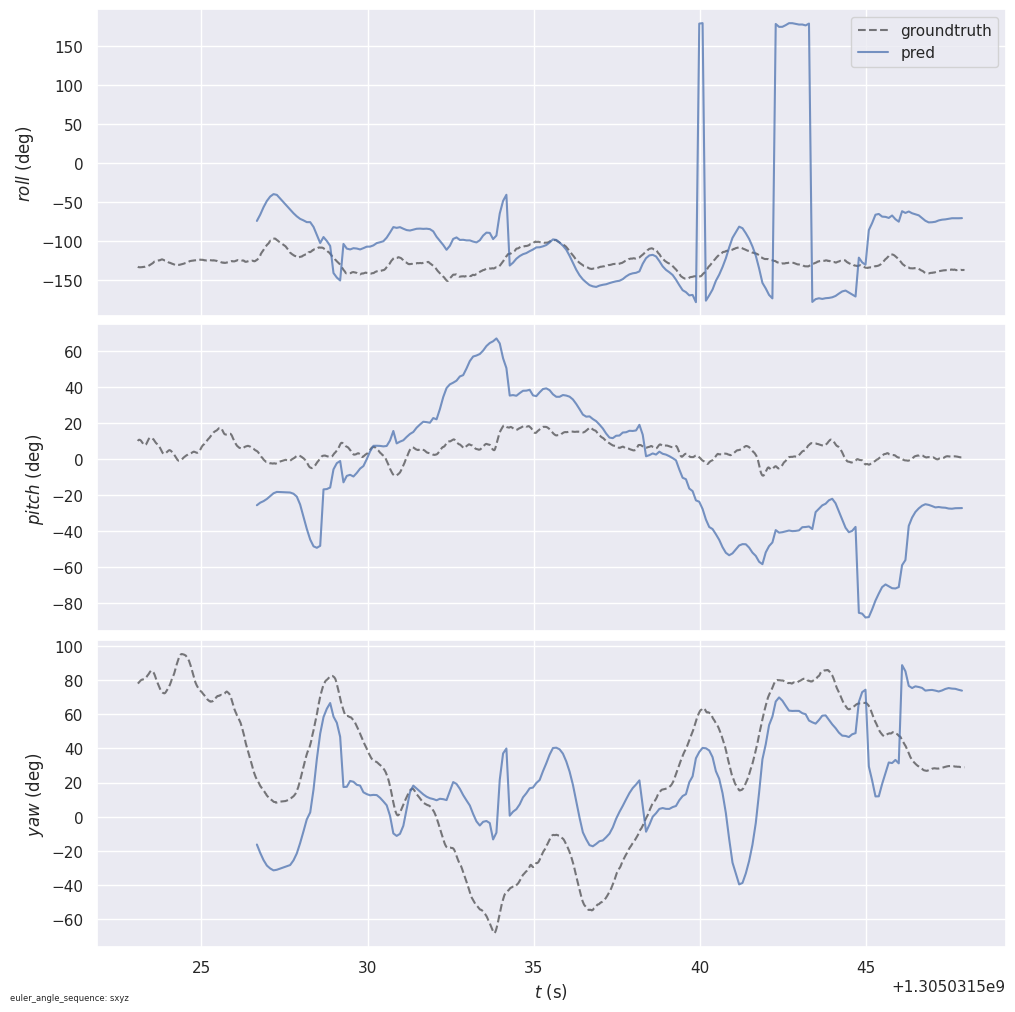 groundtruth
pred
150
100
50
0
−50
−100
−150
roll (deg)
60
40
20
0
−20
−40
−60
−80
pitch (deg)
100
80
60
40
20
0
−20
−40
−60
yaw (deg)
25 30 35 40 45
t (s)
+1.3050315e9
euler_angle_sequence: sxyz